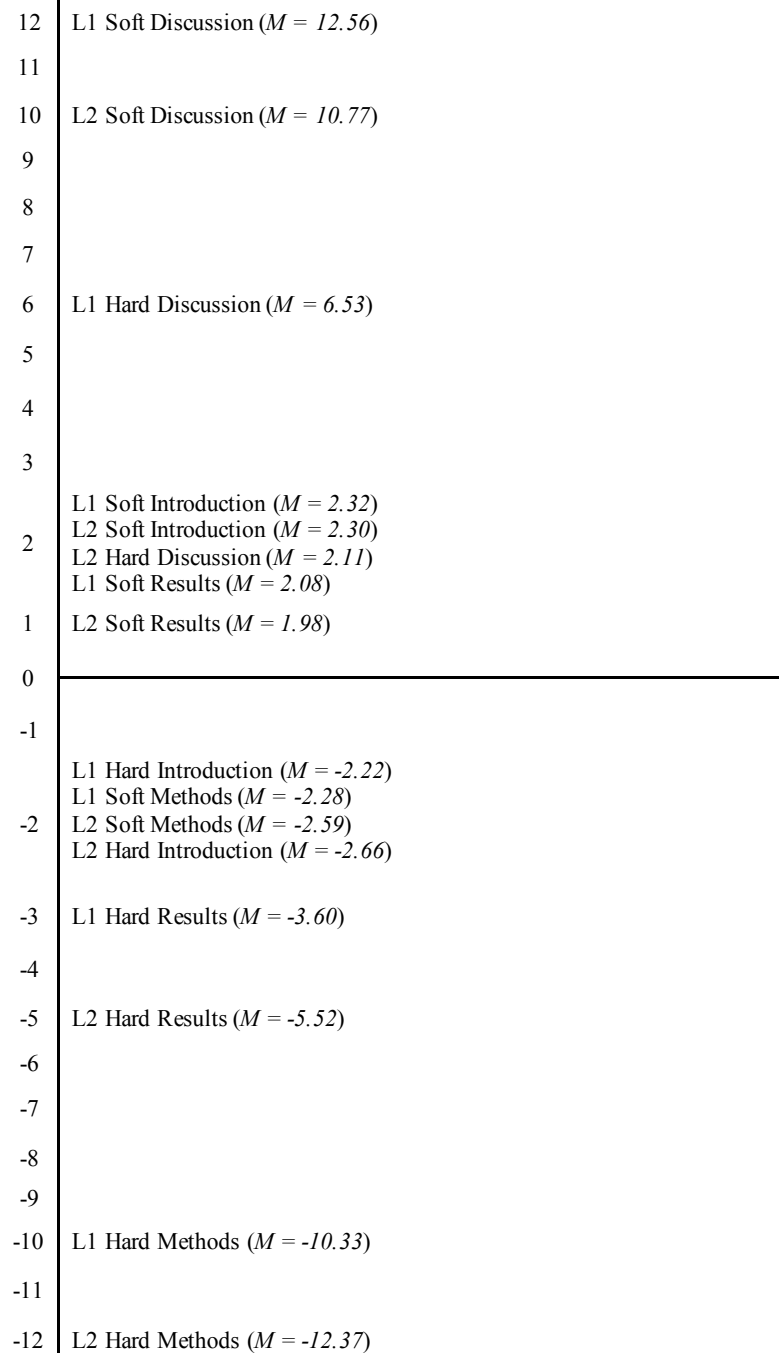 12 L1 Soft Discussion (M = 12.56)
11
10 L2 Soft Discussion (M = 10.77)
9
8
7
6 L1 Hard Discussion (M = 6.53)
5
4
3
L1 Soft Introduction (M = 2.32)
L2 Soft Introduction (M = 2.30)
2
L2 Hard Discussion (M = 2.11)
L1 Soft Results (M = 2.08)
1 L2 Soft Results (M = 1.98)
0
-1
L1 Hard Introduction (M = -2.22)
L1 Soft Methods (M = -2.28)
-2 L2 Soft Methods (M = -2.59)
L2 Hard Introduction (M = -2.66)
-3 L1 Hard Results (M = -3.60)
-4
-5 L2 Hard Results (M = -5.52)
-6
-7
-8
-9
-10 L1 Hard Methods (M = -10.33)
-11
-12 L2 Hard Methods (M = -12.37)